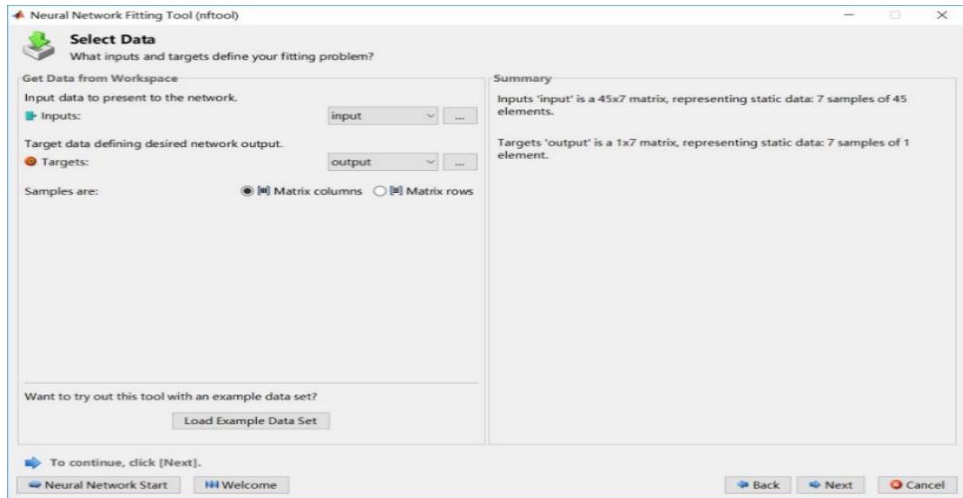 Neural Network Fitting Tool (nftool)
Select Data
What inputs and targets define your fitting problem?
Get Data from Workspace
Input data to present to the network.
Inputs:
input
...
Target data defining desired network output.
Targets:
output
...
Samples are:
Matrix columns
Matrix rows
Want to try out this tool with an example data set?
Load Example Data Set
Summary
Inputs 'input' is a 45x7 matrix, representing static data: 7 samples of 45
elements.
Targets 'output' is a 1x7 matrix, representing static data: 7 samples of 1
element.
To continue, click [Next].
Neural Network Start
Welcome
Back
Next
Cancel